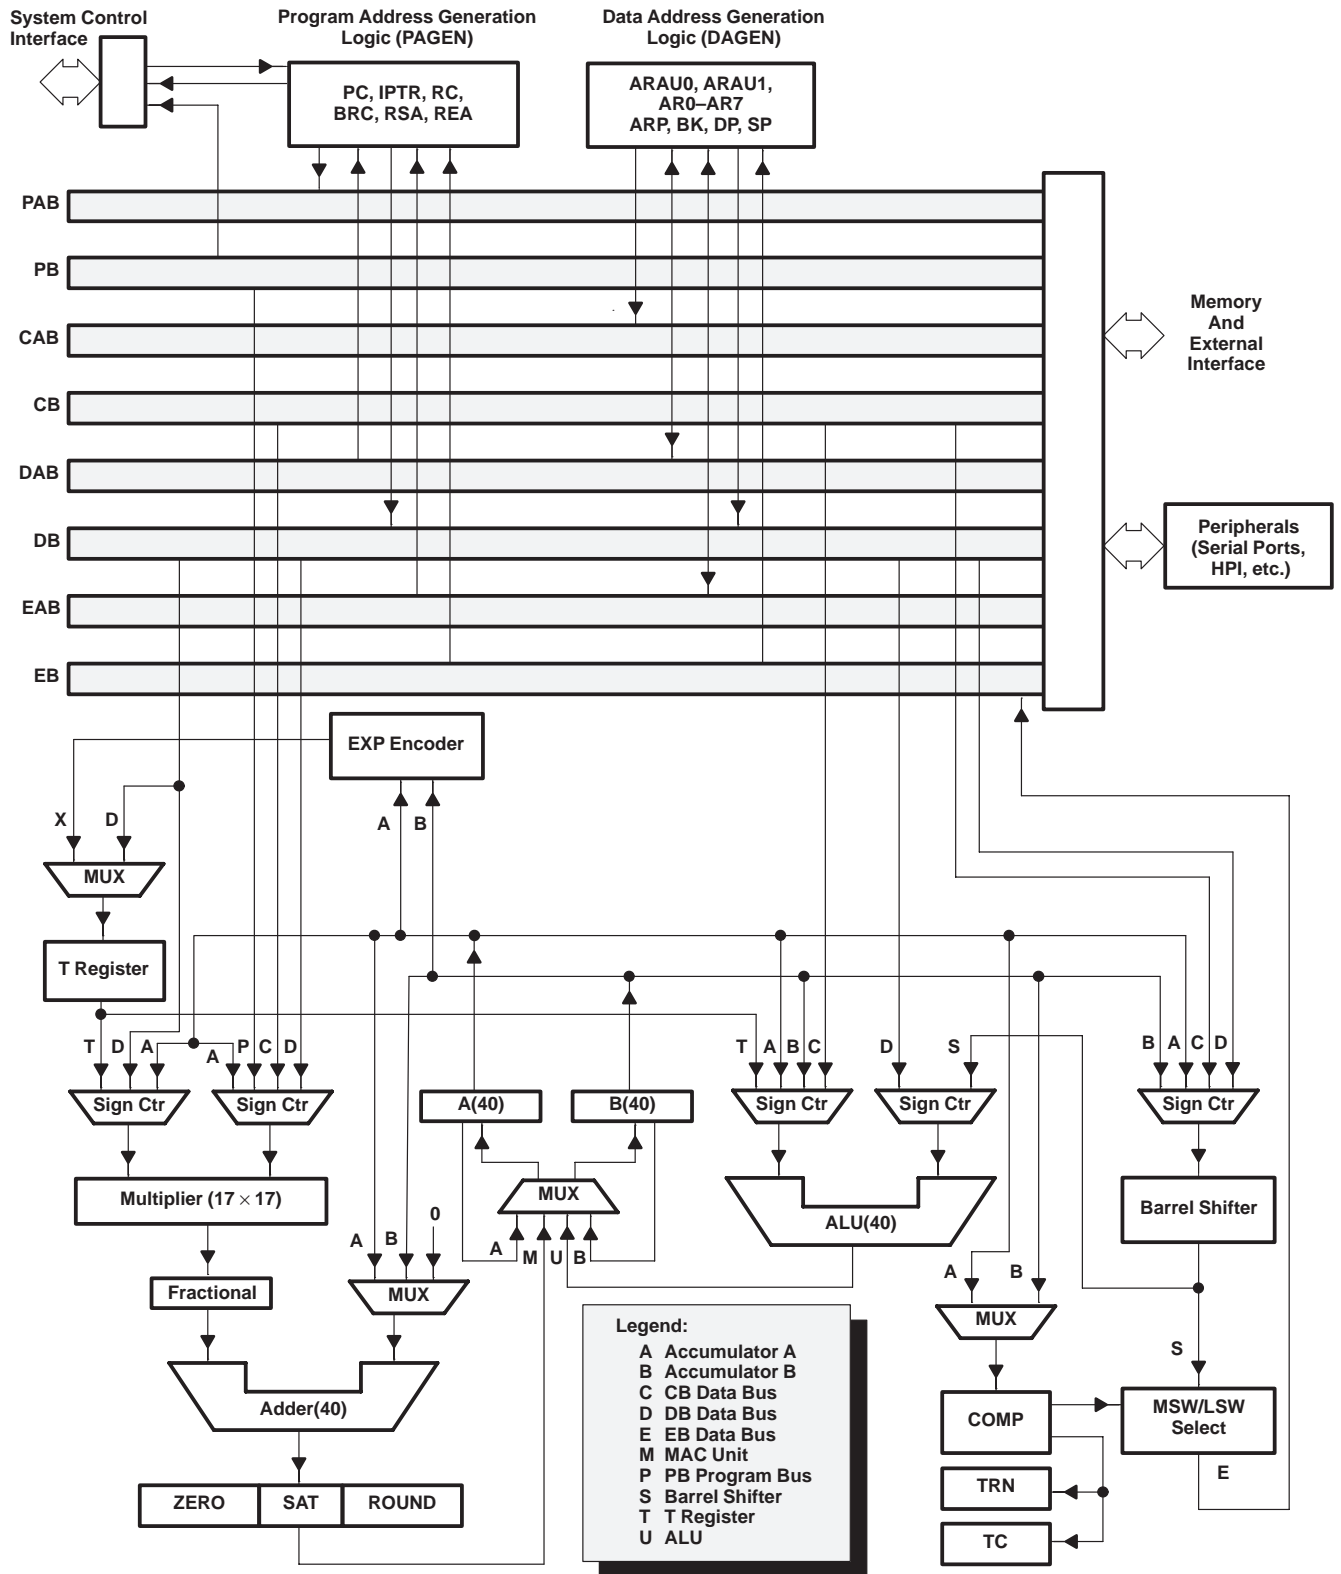 System Control
Interface
Program Address Generation
Logic (PAGEN)
Data Address Generation
Logic (DAGEN)
PC, IPTR, RC,
BRC, RSA, REA
ARAU0, ARAU1,
AR0–AR7
ARP, BK, DP, SP
PAB
PB
CAB
CB
DAB
DB
EAB
EB
Memory
And
External
Interface
Peripherals
(Serial Ports,
HPI, etc.)
EXP Encoder
A B
X D
MUX
T Register
T D A
A P C D
Sign Ctr
Sign Ctr
Multiplier (17 × 17)
Fractional
A B 0
MUX
Adder(40)
ZERO SAT ROUND
A(40)
B(40)
MUX
A M U B
T A B C
D S
Sign Ctr
Sign Ctr
ALU(40)
B A C D
Sign Ctr
Barrel Shifter
A B
MUX
S
COMP
MSW/LSW
Select
E
TRN
TC
Legend:
A Accumulator A
B Accumulator B
C CB Data Bus
D DB Data Bus
E EB Data Bus
M MAC Unit
P PB Program Bus
S Barrel Shifter
T T Register
U ALU